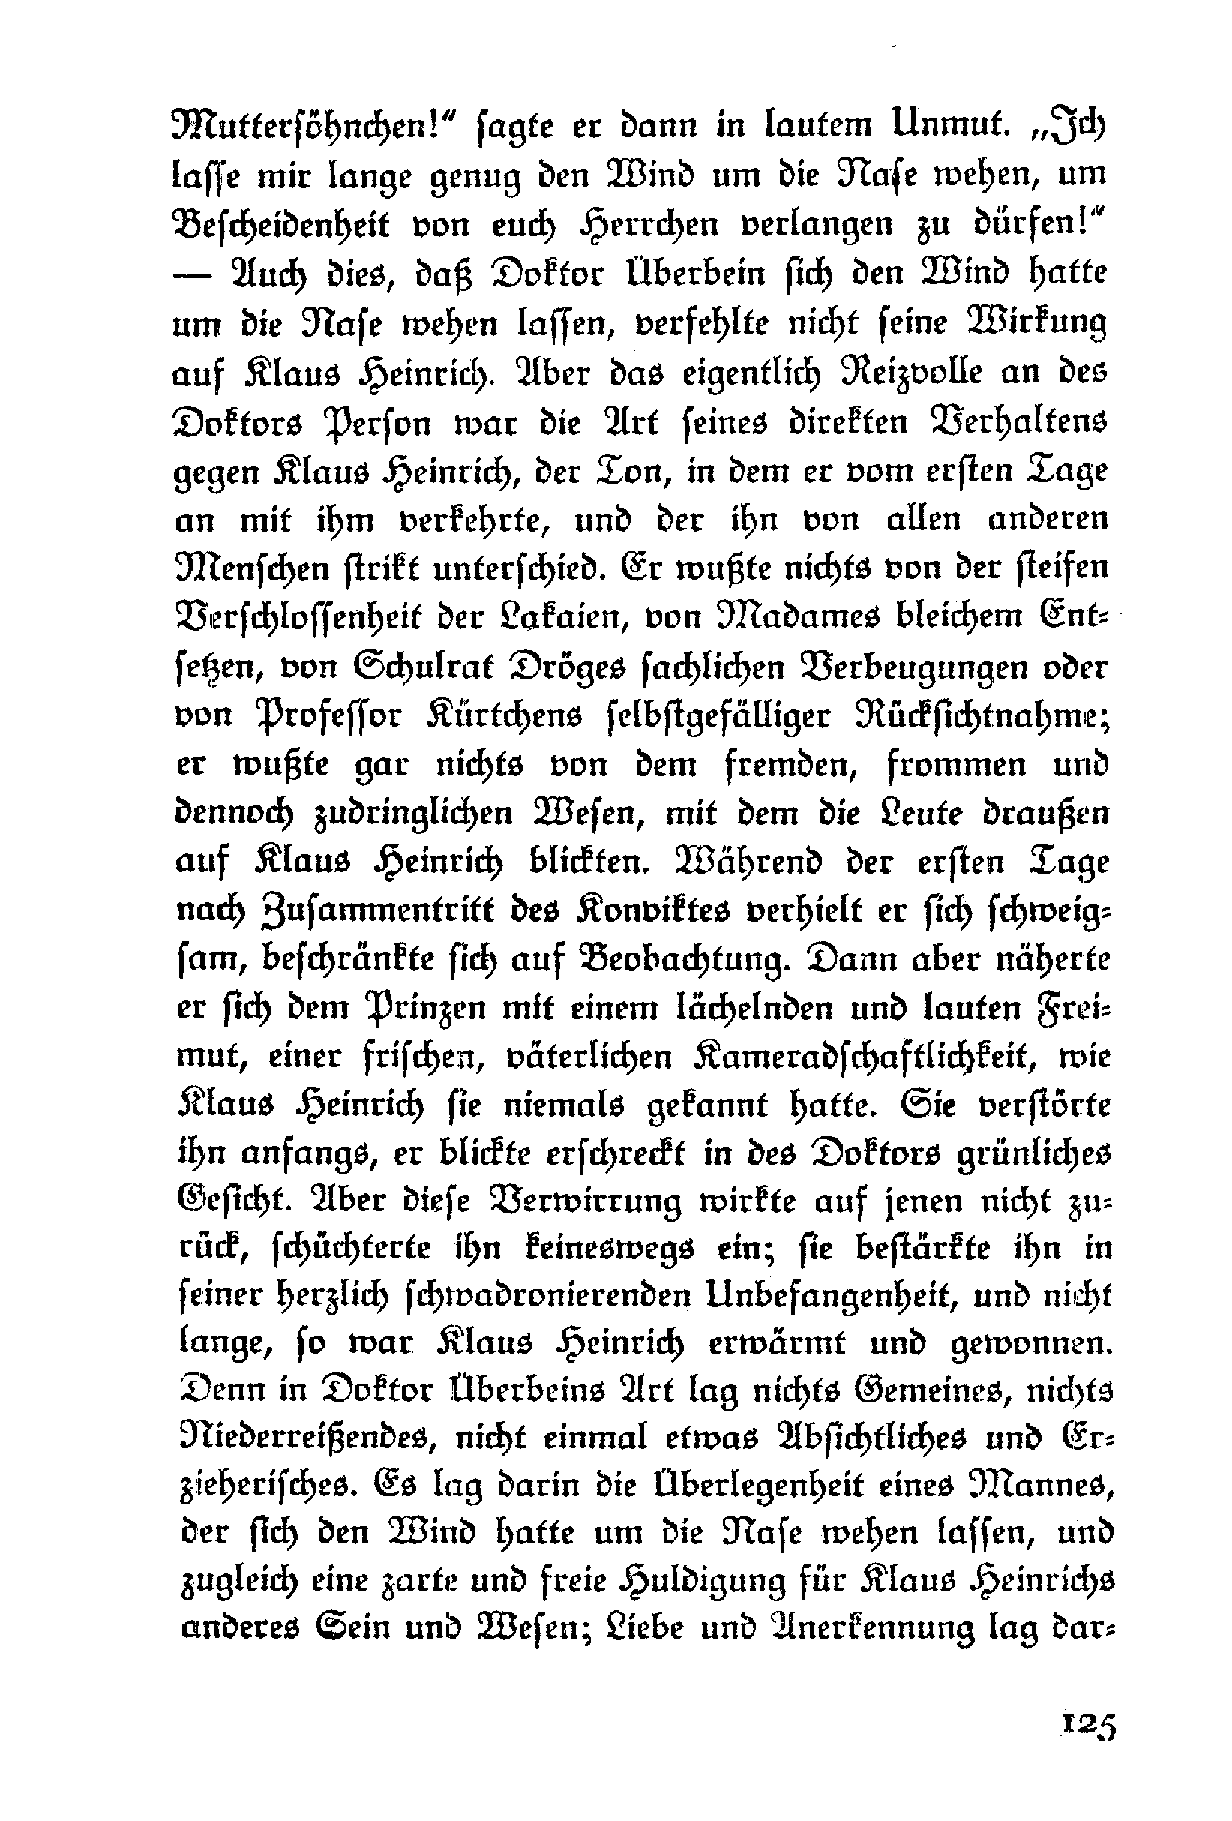 Muttersöhnchen!“ sagte er dann in lautem Unmut. „Ich
lasse mir lange genug den Wind um die Nase wehen, um
Bescheidenheit von euch Herrchen verlangen zu dürfen!“
— Auch dies, daß Doktor Überbein sich den Wind hatte
um die Nase wehen lassen, verfehlte nicht seine Wirkung
auf Klaus Heinrich. Aber das eigentlich Reizvolle an des
Doktors Person war die Art seines direkten Verhaltens
gegen Klaus Heinrich, der Ton, in dem er vom ersten Tage
an mit ihm verkehrte, und der ihn von allen anderen
Menschen strikt unterschied. Er wußte nichts von der steifen
Verschlossenheit der Lakaien, von Madames bleichem Ent-
setzen, von Schulrat Dröges sachlichen Verbeugungen oder
von Professor Kürtchens selbstgefälliger Rücksichtnahme;
er wußte gar nichts von dem fremden, frommen und
dennoch zudringlichen Wesen, mit dem die Leute draußen
auf Klaus Heinrich blickten. Während der ersten Tage
nach Zusammentritt des Konviktes verhielt er sich schweig-
sam, beschränkte sich auf Beobachtung. Dann aber näherte
er sich dem Prinzen mit einem lächelnden und lauten Frei-
mut, einer frischen, väterlichen Kameradschaftlichkeit, wie
Klaus Heinrich sie niemals gekannt hatte. Sie verstörte
ihn anfangs, er blickte erschreckt in des Doktors grünliches
Gesicht. Aber diese Verwirrung wirkte auf jenen nicht zu-
rück, schüchterte ihn keineswegs ein; sie bestärkte ihn in
seiner herzlich schwadronierenden Unbefangenheit, und nicht
lange, so war Klaus Heinrich erwärmt und gewonnen.
Denn in Doktor Überbeins Art lag nichts Gemeines, nichts
Niederreißendes, nicht einmal etwas Absichtliches und Er-
zieherisches. Es lag darin die Überlegenheit eines Mannes,
der sich den Wind hatte um die Nase wehen lassen, und
zugleich eine zarte und freie Huldigung für Klaus Heinrichs
anderes Sein und Wesen; Liebe und Anerkennung lag dar-
125